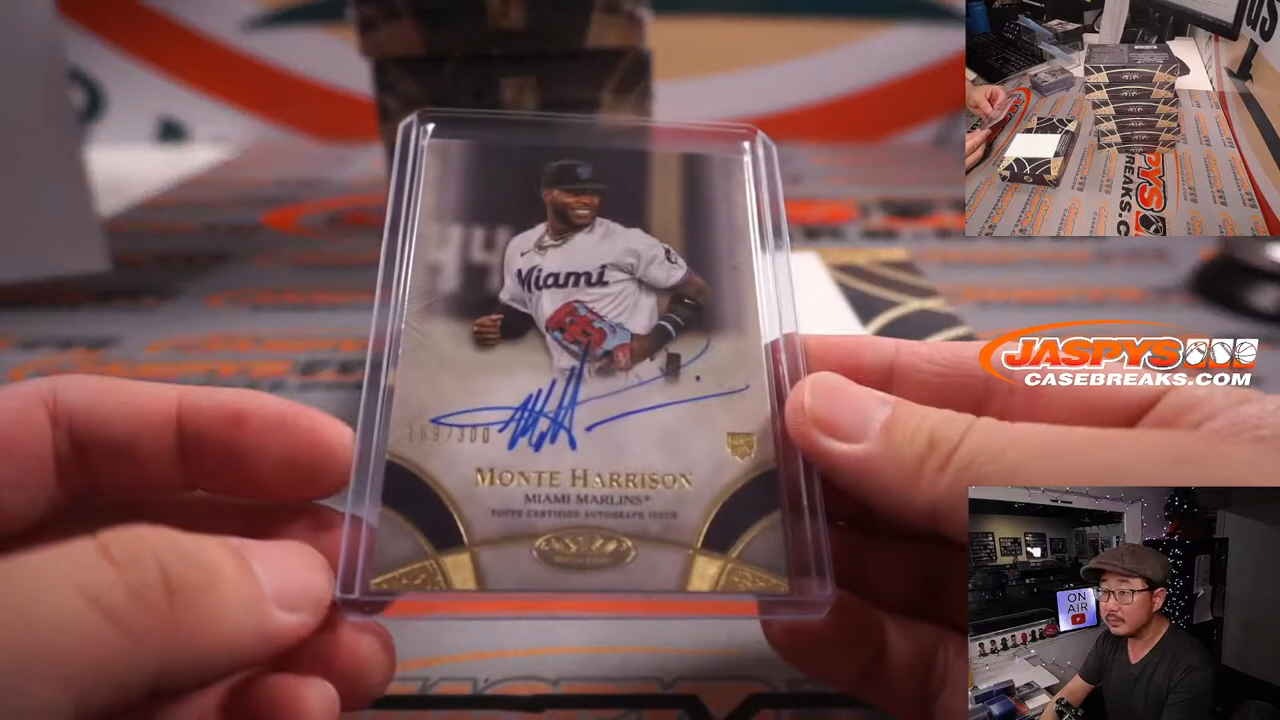 Miami
169/300
MONTE HARRISON
MIAMI MARLINS
TOPPS CERTIFIED AUTOGRAPH ISSUE
JASPYS
CASEBREAKS.COM
ON
AIR